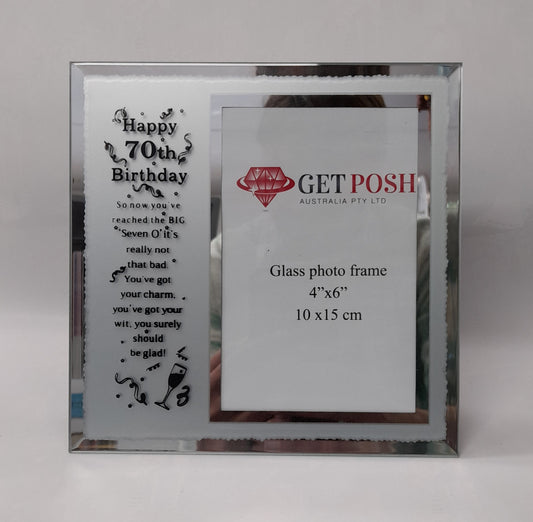 Happy
70th
Birthday
So now you've
reached the BIG
'Seven O' it's
really not
that bad.
You've got
your charm,
you've got your
wit, you surely
should
be glad!
GET POSH
AUSTRALIA PTY LTD
Glass photo frame
4”x6”
10 x15 cm